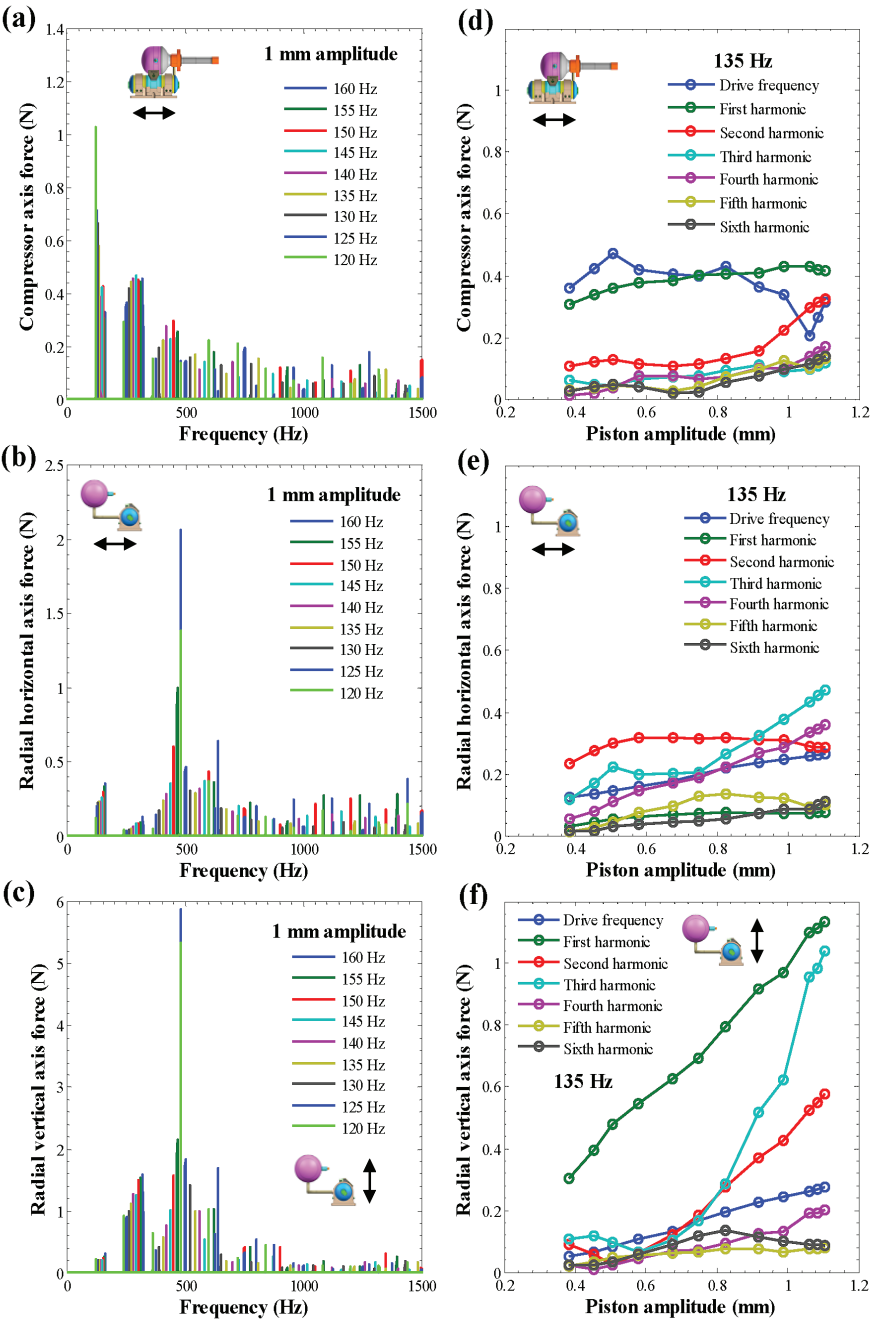 (a)
1.4
1.2
1
0.8
0.6
0.4
0.2
0
Compressor axis force (N)
1 mm amplitude
160 Hz
155 Hz
150 Hz
145 Hz
140 Hz
135 Hz
130 Hz
125 Hz
120 Hz
0 500 1000 1500
Frequency (Hz)
(d)
1
0.8
0.6
0.4
0.2
0
Compressor axis force (N)
135 Hz
Drive frequency
First harmonic
Second harmonic
Third harmonic
Fourth harmonic
Fifth harmonic
Sixth harmonic
0.2 0.4 0.6 0.8 1 1.2
Piston amplitude (mm)
(b)
2.5
2
1.5
1
0.5
0
Radial horizontal axis force (N)
1 mm amplitude
160 Hz
155 Hz
150 Hz
145 Hz
140 Hz
135 Hz
130 Hz
125 Hz
120 Hz
0 500 1000 1500
Frequency (Hz)
(e)
1
0.8
0.6
0.4
0.2
0
Radial horizontal axis force (N)
135 Hz
Drive frequency
First harmonic
Second harmonic
Third harmonic
Fourth harmonic
Fifth harmonic
Sixth harmonic
0.2 0.4 0.6 0.8 1 1.2
Piston amplitude (mm)
(c)
6
5
4
3
2
1
0
Radial vertical axis force (N)
1 mm amplitude
160 Hz
155 Hz
150 Hz
145 Hz
140 Hz
135 Hz
130 Hz
125 Hz
120 Hz
0 500 1000 1500
Frequency (Hz)
(f)
1
0.8
0.6
0.4
0.2
0
Radial vertical axis force (N)
Drive frequency
First harmonic
Second harmonic
Third harmonic
Fourth harmonic
Fifth harmonic
Sixth harmonic
135 Hz
0.2 0.4 0.6 0.8 1 1.2
Piston amplitude (mm)